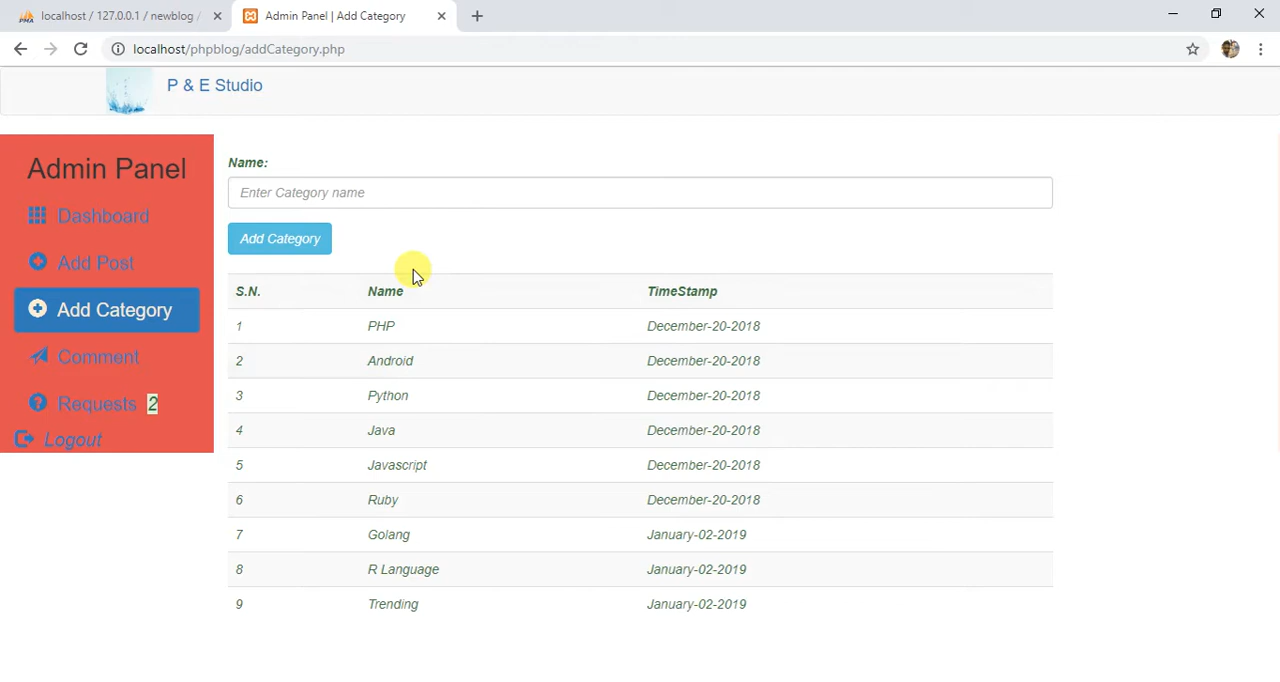 localhost / 127.0.0.1 / newblog /
Admin Panel | Add Category
localhost/phpblog/addCategory.php
P & E Studio
Admin Panel
Dashboard
Add Post
Add Category
Comment
Requests 2
Logout
Name:
Enter Category name
Add Category
S.N. Name TimeStamp
1 PHP December-20-2018
2 Android December-20-2018
3 Python December-20-2018
4 Java December-20-2018
5 Javascript December-20-2018
6 Ruby December-20-2018
7 Golang January-02-2019
8 R Language January-02-2019
9 Trending January-02-2019